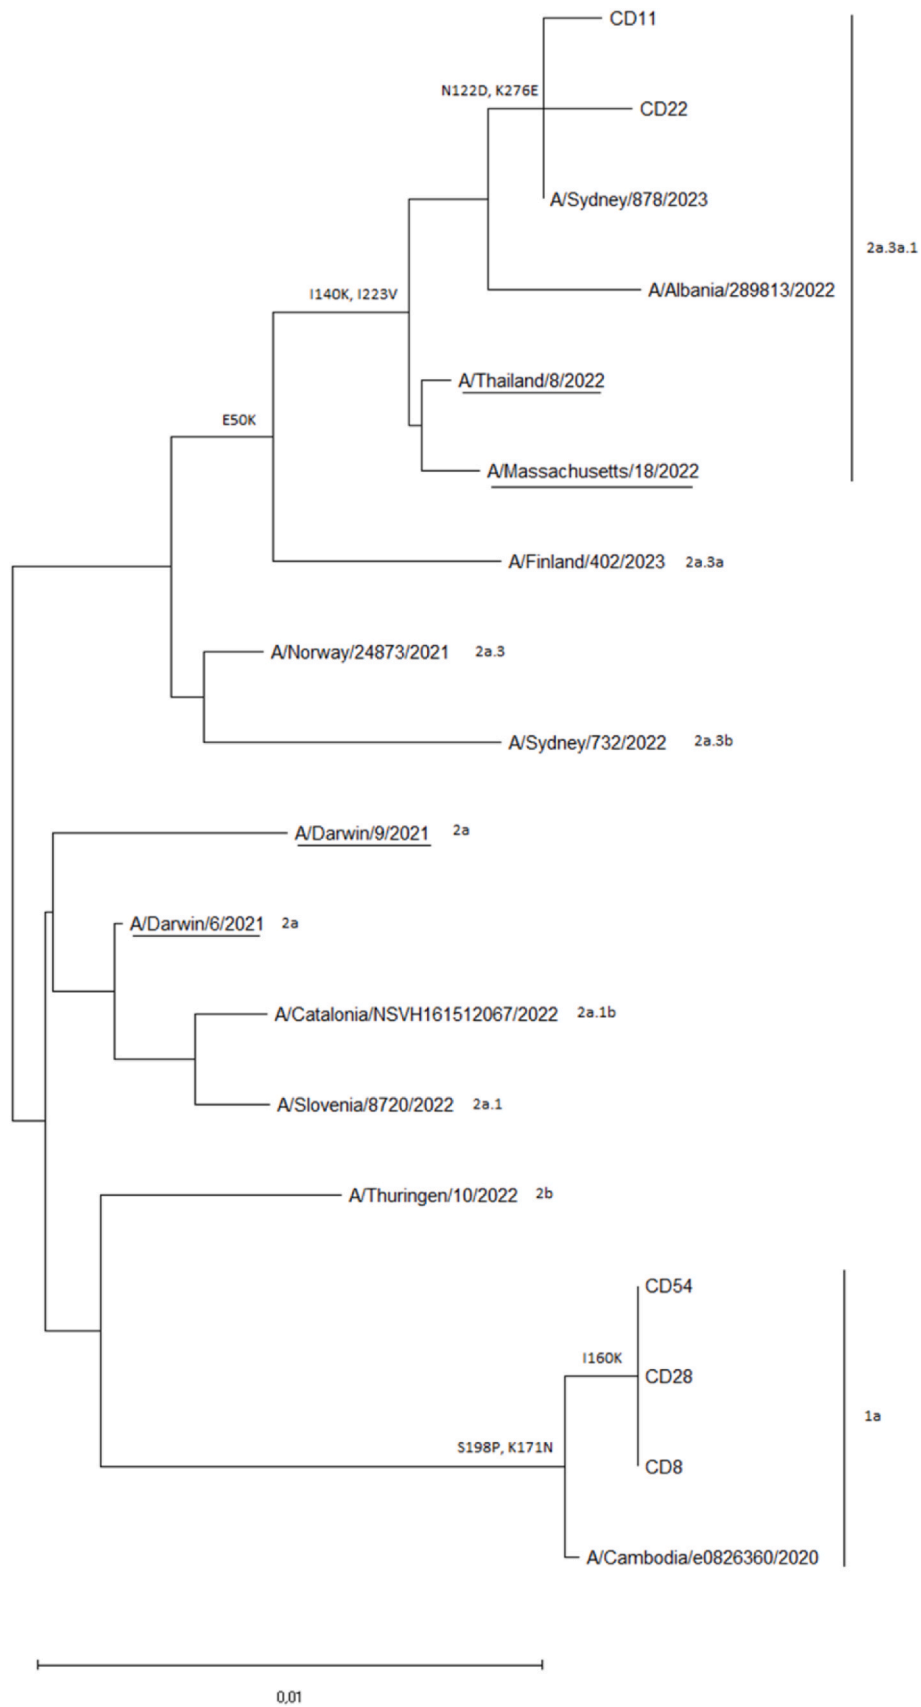 CD11
N122D, K276E
CD22
A/Sydney/878/2023
2a.3a.1
A/Albania/289813/2022
I140K, I223V
A/Thailand/8/2022
E50K
A/Massachusetts/18/2022
A/Finland/402/2023 2a.3a
A/Norway/24873/2021 2a.3
A/Sydney/732/2022 2a.3b
A/Darwin/9/2021 2a
A/Darwin/6/2021 2a
A/Catalonia/NSVH161512067/2022 2a.1b
A/Slovenia/8720/2022 2a.1
A/Thuringen/10/2022 2b
CD54
I160K
CD28
1a
S198P, K171N
CD8
A/Cambodia/e0826360/2020
0,01